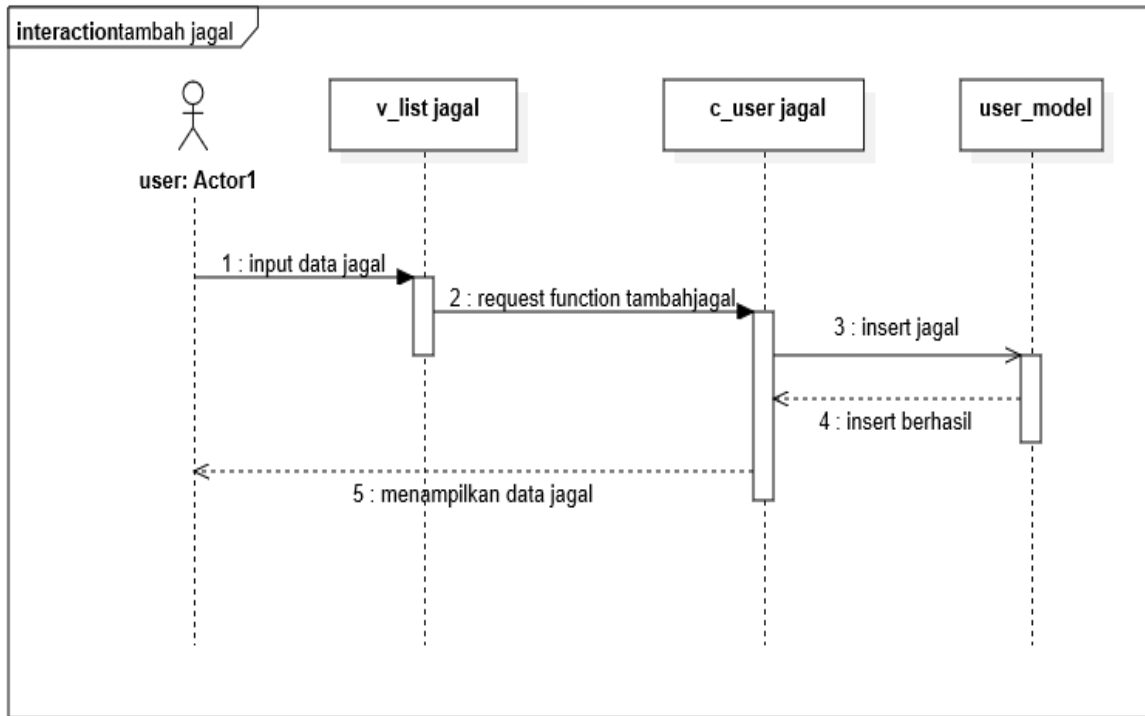 interactiontambah jagal
v_list jagal
c_user jagal
user_model
user: Actor1
1 : input data jagal
2 : request function tambahjagal
3 : insert jagal
4 : insert berhasil
5 : menampilkan data jagal